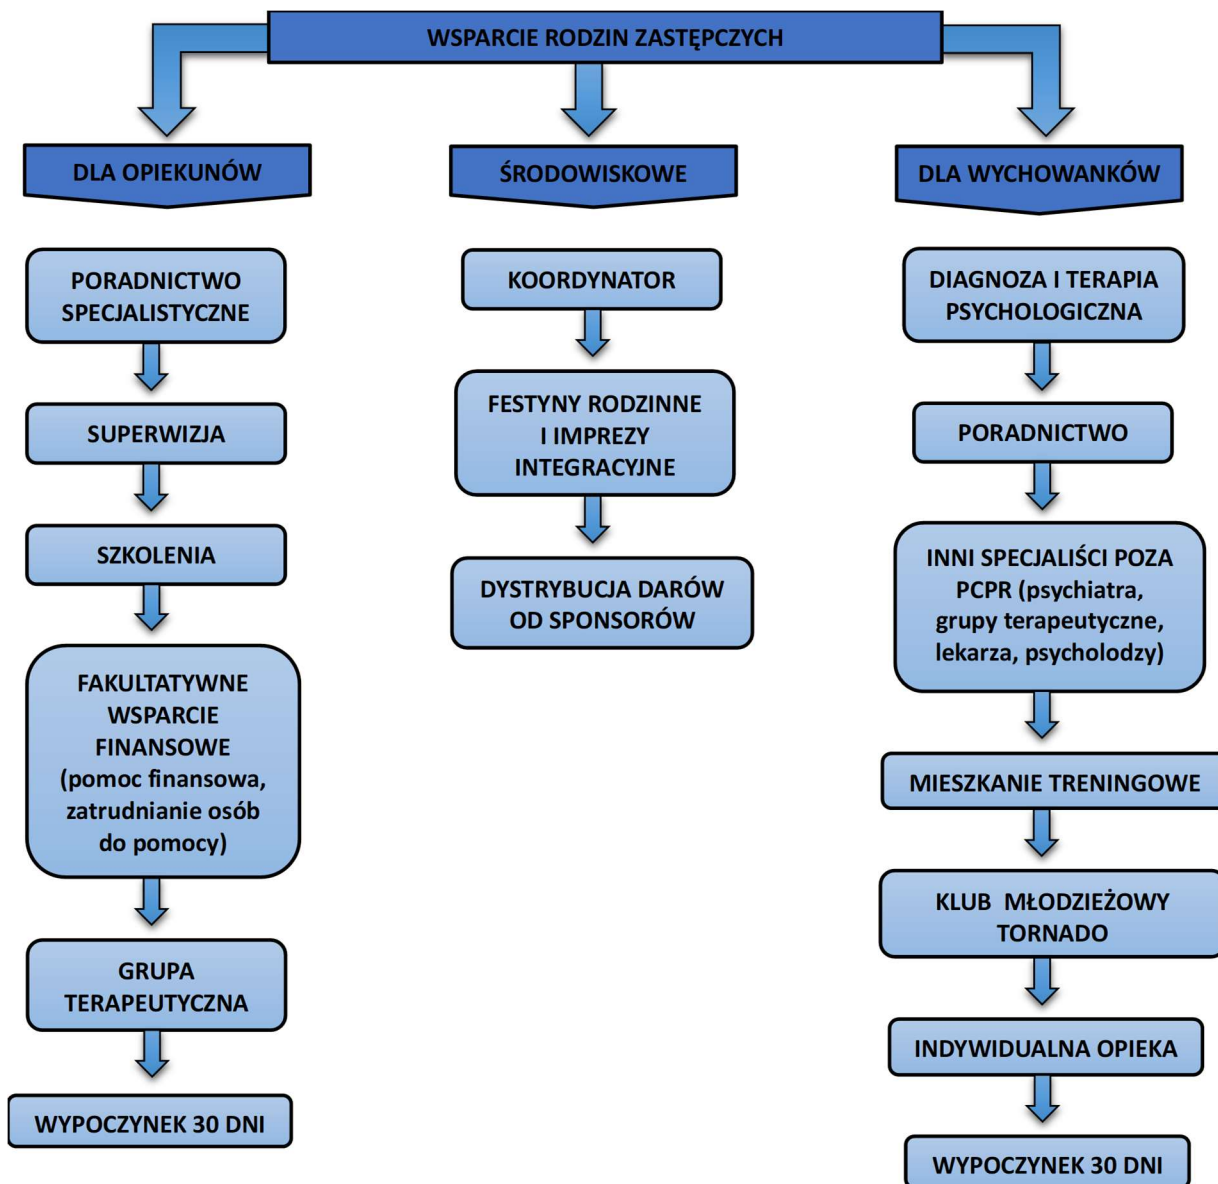 WSPARCIE RODZIN ZASTĘPCZYCH
DLA OPIEKUNÓW
PORADNICTWO
SPECJALISTYCZNE
SUPERWIZJA
SZKOLENIA
FAKULTATYWNE
WSPARCIE
FINANSOWE
(pomoc finansowa,
zatrudnianie osób
do pomocy)
GRUPA
TERAPEUTYCZNA
WYPOCZYNEK 30 DNI
ŚRODOWISKOWE
KOORDYNATOR
FESTYNY RODZINNE
I IMPREZY
INTEGRACYJNE
DYSTRYBUCJA DARÓW
OD SPONSORÓW
DLA WYCHOWANKÓW
DIAGNOZA I TERAPIA
PSYCHOLOGICZNA
PORADNICTWO
INNI SPECJALIŚCI POZA
PCPR (psychiatra,
grupy terapeutyczne,
lekarza, psycholodzy)
MIESZKANIE TRENINGOWE
KLUB MŁODZIEŻOWY
TORNADO
INDYWIDUALNA OPIEKA
WYPOCZYNEK 30 DNI